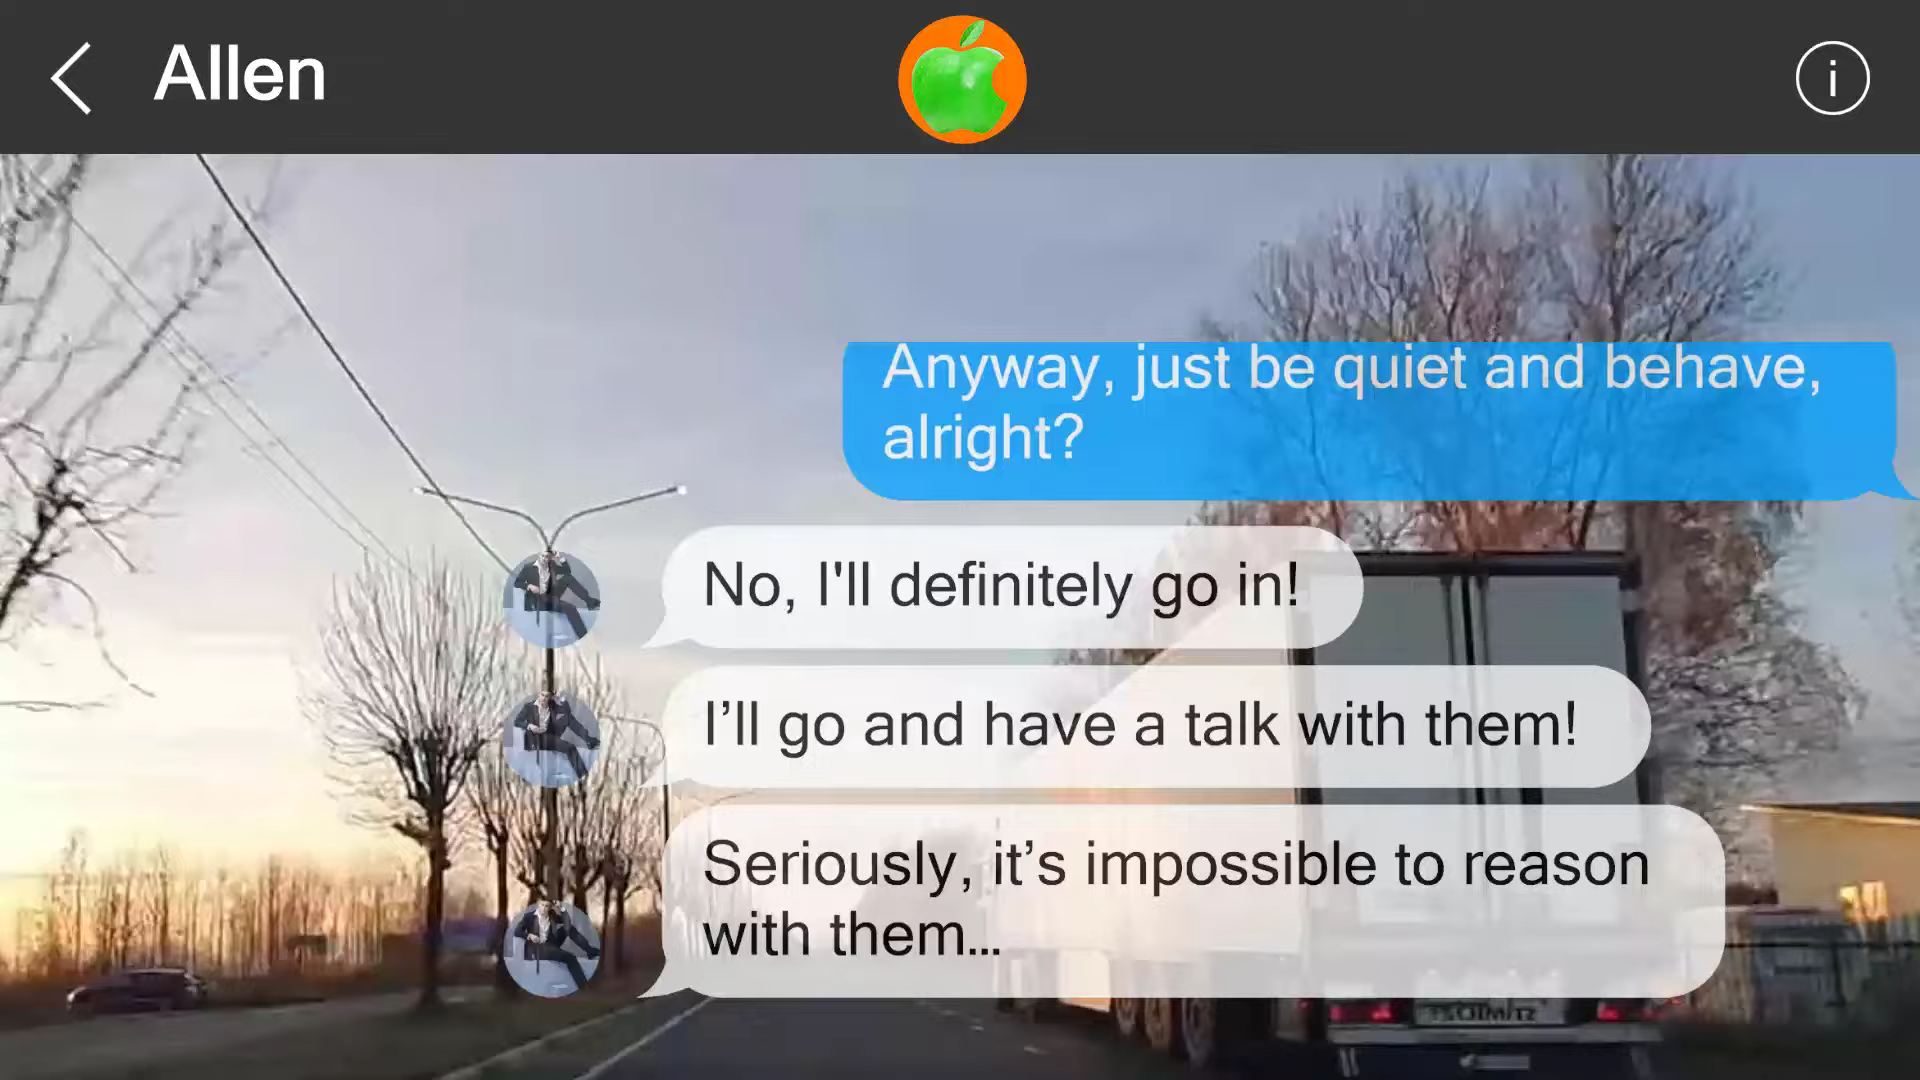 Allen
i
Anyway, just be quiet and behave,
alright?
No, I'll definitely go in!
I’ll go and have a talk with them!
Seriously, it’s impossible to reason
with them...